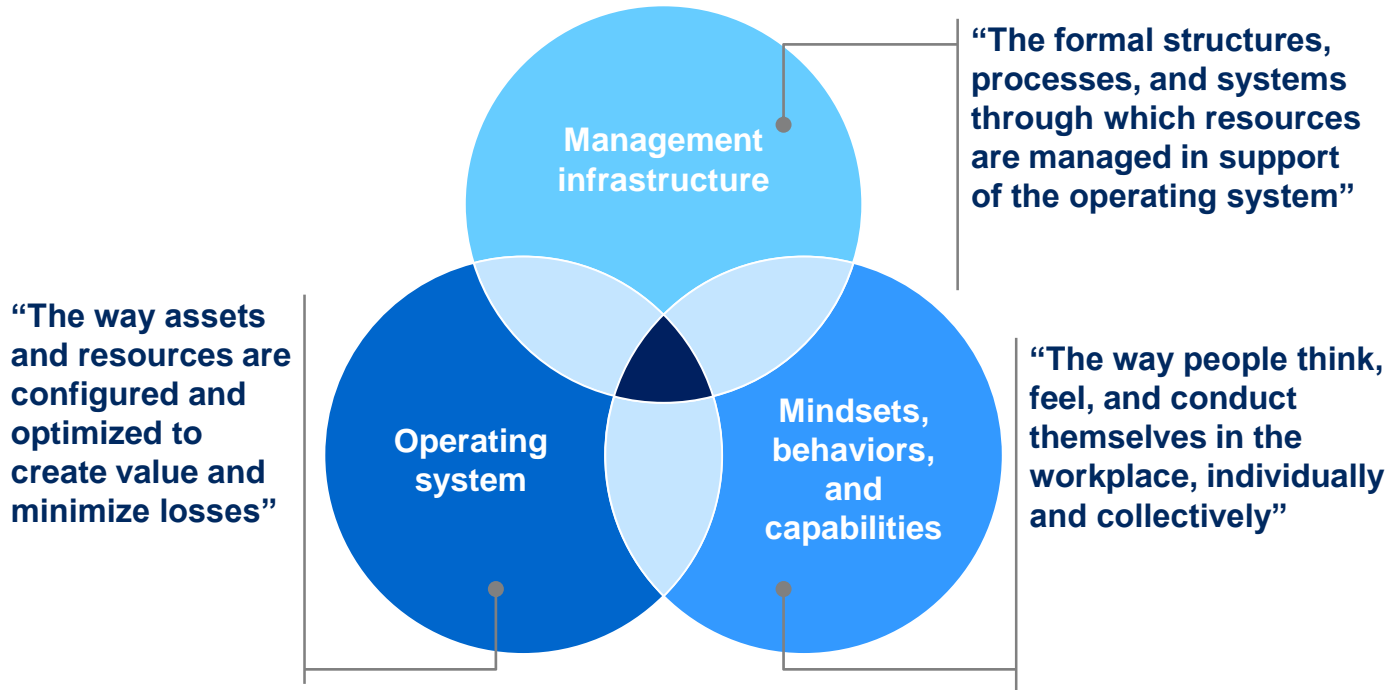 Management
infrastructure
“The formal structures,
processes, and systems
through which resources
are managed in support
of the operating system”
“The way assets
and resources are
configured and
optimized to
create value and
minimize losses”
Operating
system
Mindsets,
behaviors,
and
capabilities
“The way people think,
feel, and conduct
themselves in the
workplace, individually
and collectively”